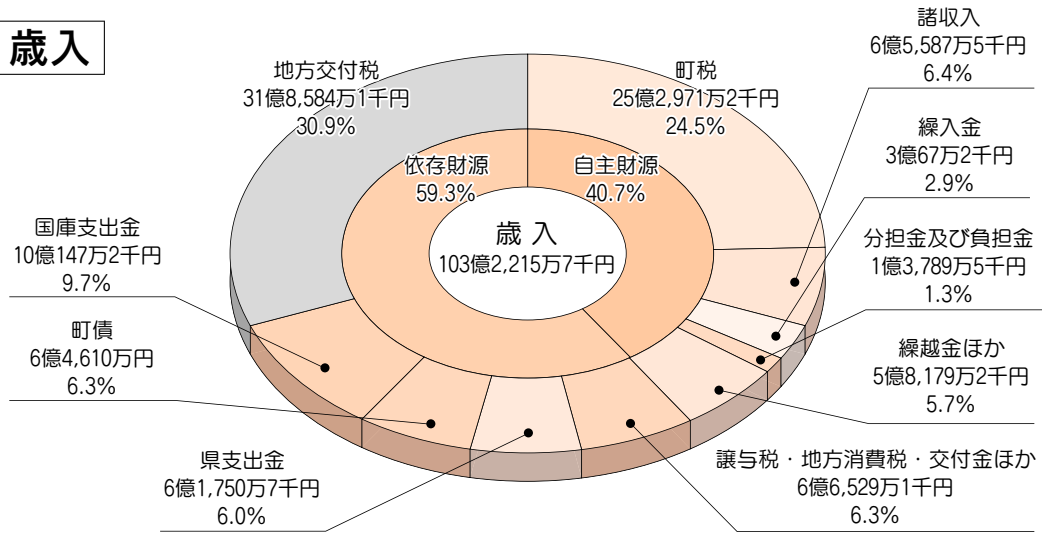 歳入
地方交付税
31億8,584万1千円
30.9%
町税
25億2,971万2千円
24.5%
諸収入
6億5,587万5千円
6.4%
繰入金
3億67万2千円
2.9%
分担金及び負担金
1億3,789万5千円
1.3%
繰越金ほか
5億8,179万2千円
5.7%
譲与税・地方消費税・交付金ほか
6億6,529万1千円
6.3%
県支出金
6億1,750万7千円
6.0%
町債
6億4,610万円
6.3%
国庫支出金
10億147万2千円
9.7%
依存財源
59.3%
自主財源
40.7%
歳入
103億2,215万7千円